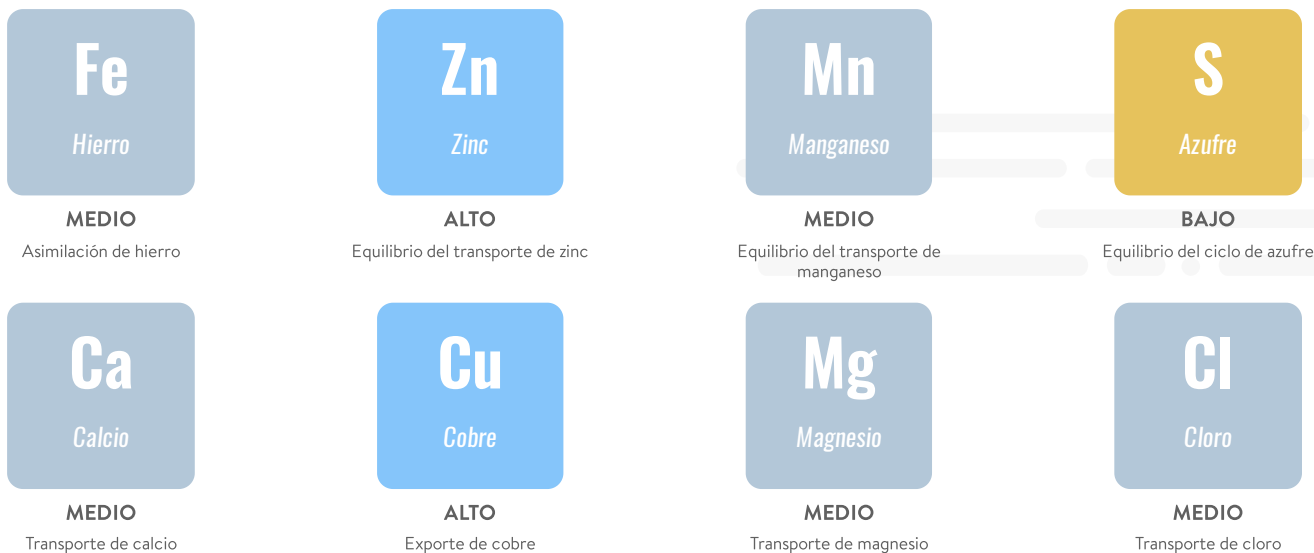 Fe
Hierro
MEDIO
Asimilación de hierro
Zn
Zinc
ALTO
Equilibrio del transporte de zinc
Mn
Manganeso
MEDIO
Equilibrio del transporte de
manganeso
S
Azufre
BAJO
Equilibrio del ciclo de azufre
Ca
Calcio
MEDIO
Transporte de calcio
Cu
Cobre
ALTO
Exporte de cobre
Mg
Magnesio
MEDIO
Transporte de magnesio
Cl
Cloro
MEDIO
Transporte de cloro